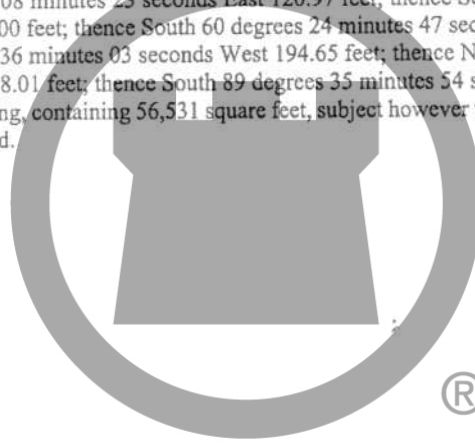 08 minutes 23 seconds East 120.97 feet; thence S
00 feet; thence South 60 degrees 24 minutes 47 sec
36 minutes 03 seconds West 194.65 feet; thence N
8.01 feet; thence South 89 degrees 35 minutes 54 s
ng, containing 56,531 square feet, subject however
d.
®